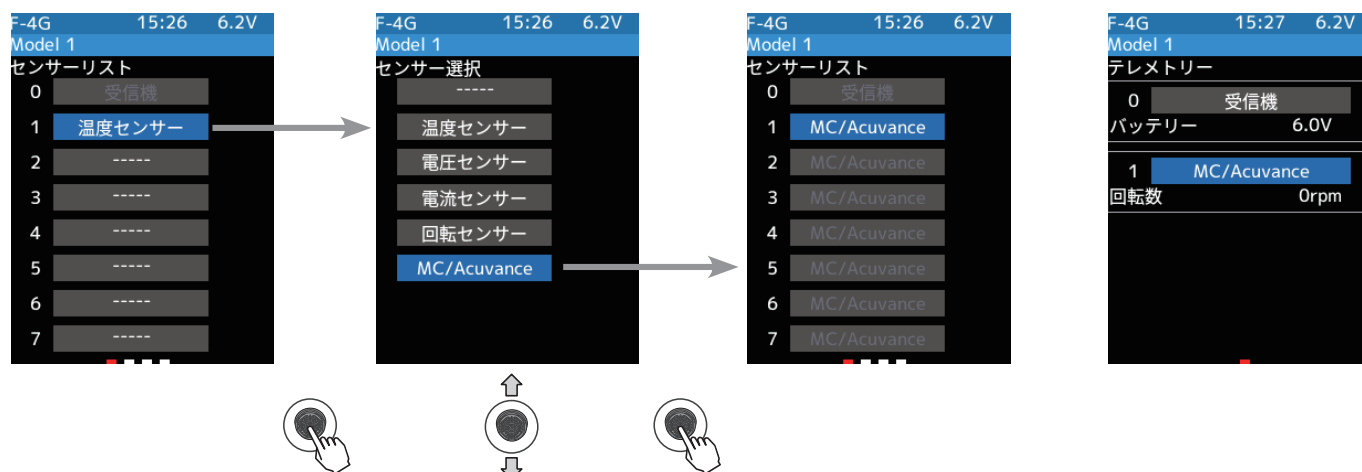 F-4G 15:26 6.2V
Model 1
センサーリスト
0 受信機
1 温度センサー
2 -----
3 -----
4 -----
5 -----
6 -----
7 -----
F-4G 15:26 6.2V
Model 1
センサー選択
-----
温度センサー
電圧センサー
電流センサー
回転センサー
MC/Acuvance
F-4G 15:26 6.2V
Model 1
センサーリスト
0 受信機
1 MC/Acuvance
2 MC/Acuvance
3 MC/Acuvance
4 MC/Acuvance
5 MC/Acuvance
6 MC/Acuvance
7 MC/Acuvance
F-4G 15:27 6.2V
Model 1
テレメトリー
0 受信機
バッテリー 6.0V
1 MC/Acuvance
回転数 0rpm